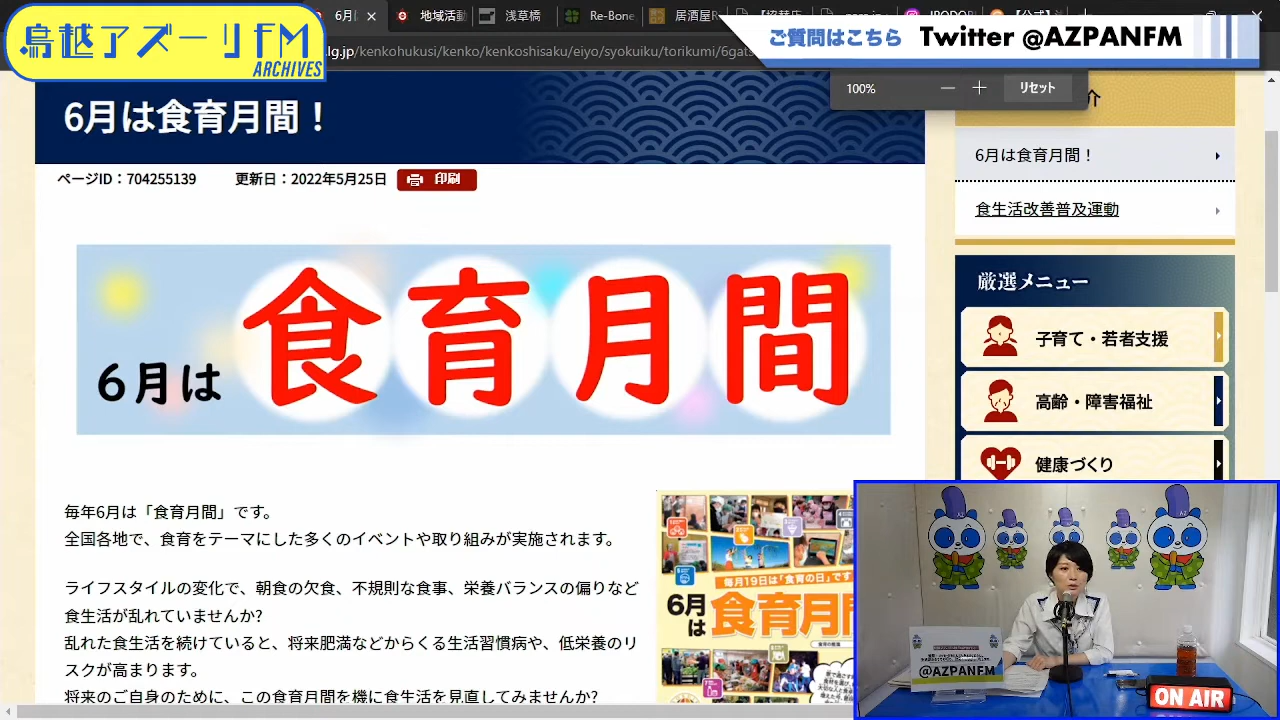 鳥越アズーリFM
ARCHIVES
6月
地域活動
浅草橋
Re-Bone
居酒屋
ご質問はこちら Twitter @AZPANFM
lg.jp/kenkohukusi/kenko/kenkoshisaku/eiyo/syokuiku/torikumi/6gats
100%
リセット
介
6月は食育月間！
ページID：704255139
更新日：2022年5月25日
印刷
6月は食育月間！
食生活改善普及運動
厳選メニュー
子育て・若者支援
高齢・障害福祉
健康づくり
6月は食育月間
毎年6月は「食育月間」です。
全国各地で、食育をテーマにした多くのイベントや取り組みが実施されます。
ライフスタイルの変化で、朝食の欠食、不規則な食事、栄養バランスの偏りなど
食生活が乱れていませんか?
乱れた食生活を続けていると、将来肥満などからくる生活習慣病や、低栄養のリ
スクが高まります。
将来のご自身のために、この食育月間を機に食生活を見直してみませんか?
毎月19日は「食育の日」です
6月
は
食育月間
@AZPANFM
ON AIR